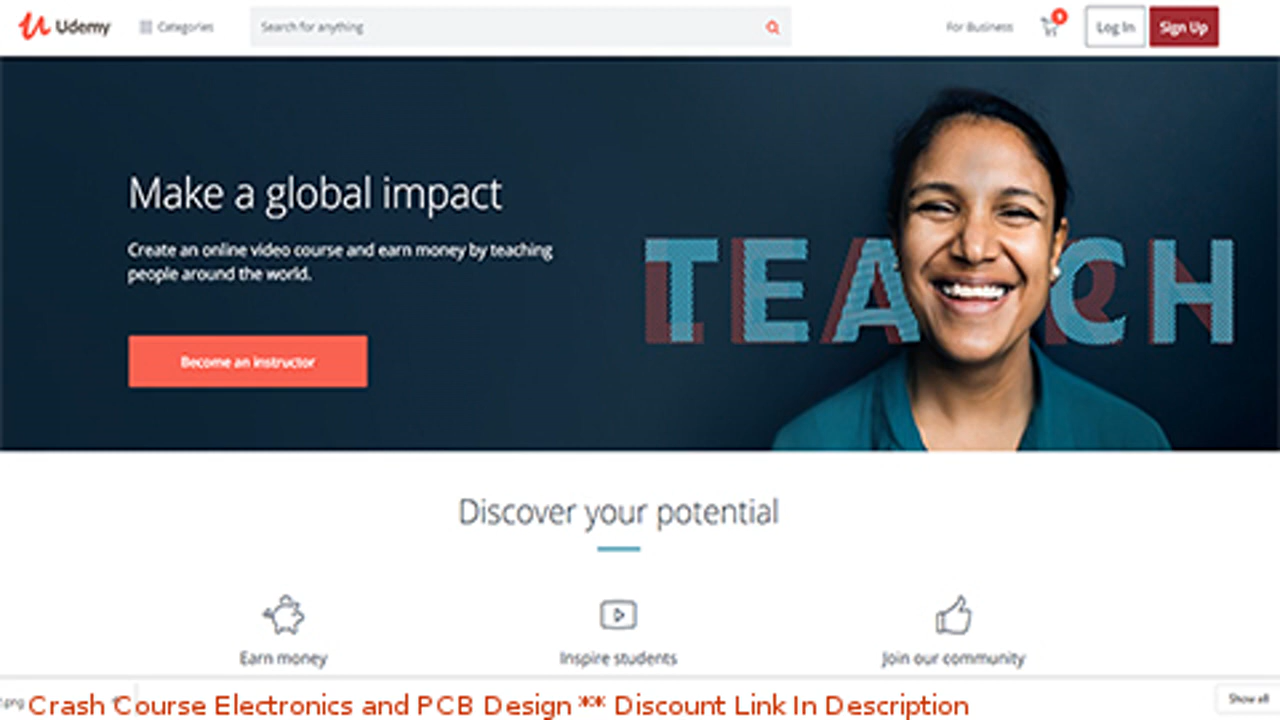 Udemy
Categories
Search for anything
For Business
Log In
Sign Up
Make a global impact
Create an online video course and earn money by teaching
people around the world.
TEACH
Become an instructor
Discover your potential
Earn money
Inspire students
Join our community
.png
Crash Course Electronics and PCB Design *** Discount Link In Description
Show all